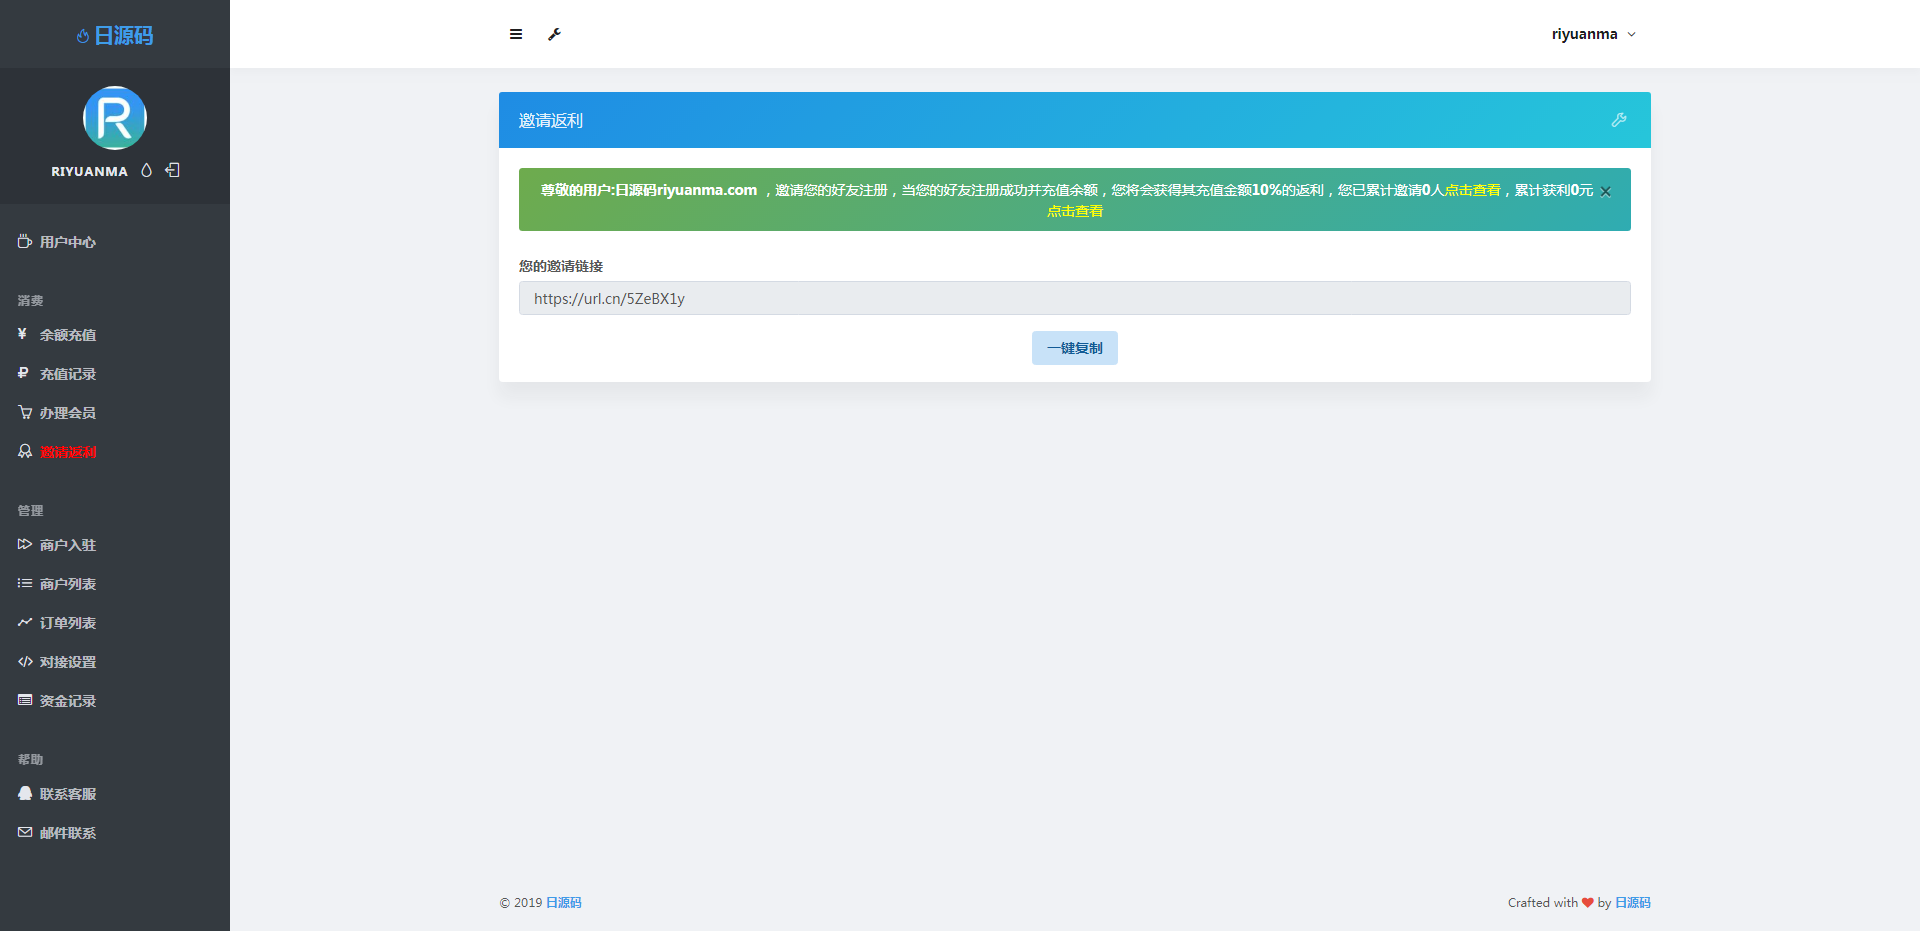 日源码
riyuanma
RIYUANMA
用户中心
消费
¥ 余额充值
₽ 充值记录
办理会员
邀请返利
管理
商户入驻
商户列表
订单列表
对接设置
资金记录
帮助
联系客服
邮件联系
邀请返利
尊敬的用户:日源码riyuanma.com ，邀请您的好友注册，当您的好友注册成功并充值余额，您将会获得其充值金额10%的返利，您已累计邀请0人点击查看，累计获利0元
点击查看
您的邀请链接
https://url.cn/5ZeBX1y
一键复制
© 2019 日源码
Crafted with ❤ by 日源码